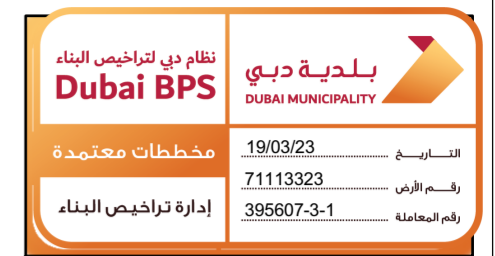 نظام دبي لتراخيص البناء
Dubai BPS
بلدية دبي
DUBAI MUNICIPALITY
مخططات معتمدة
إدارة تراخيص البناء
التاريخ 19/03/23
رقم الأرض 71113323
رقم المعاملة 395607-3-1